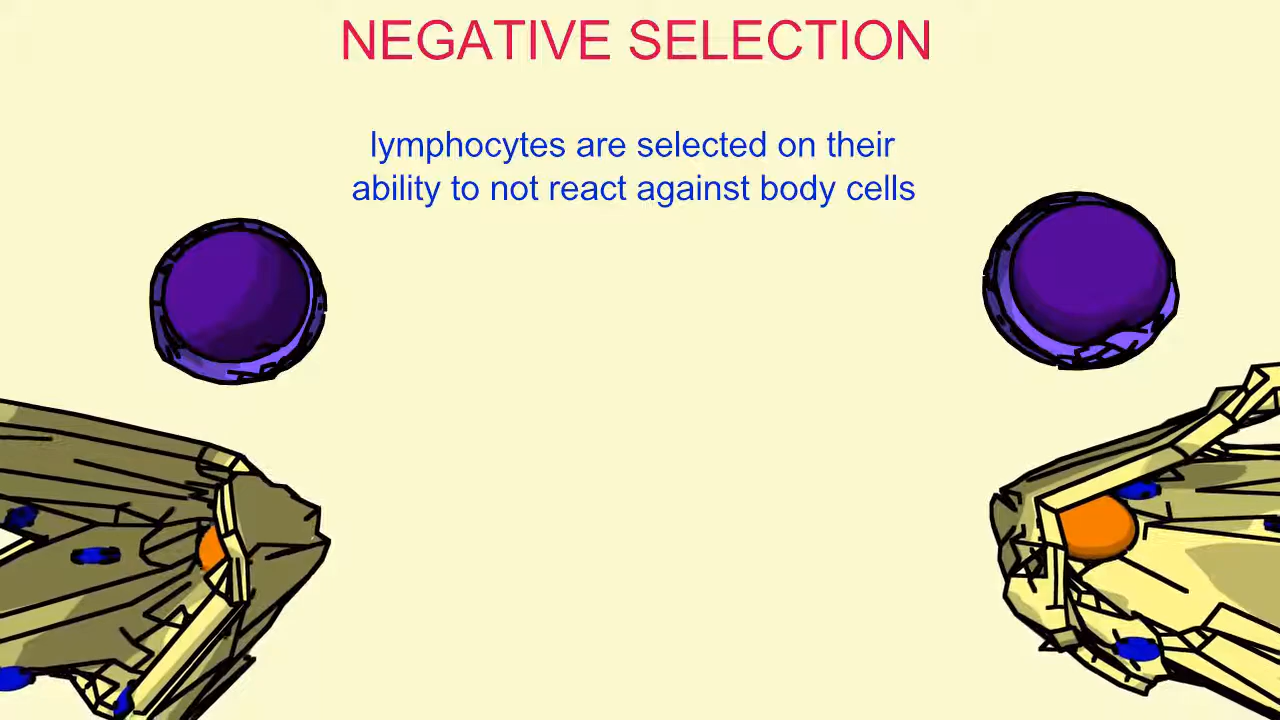 NEGATIVE SELECTION
lymphocytes are selected on their
ability to not react against body cells